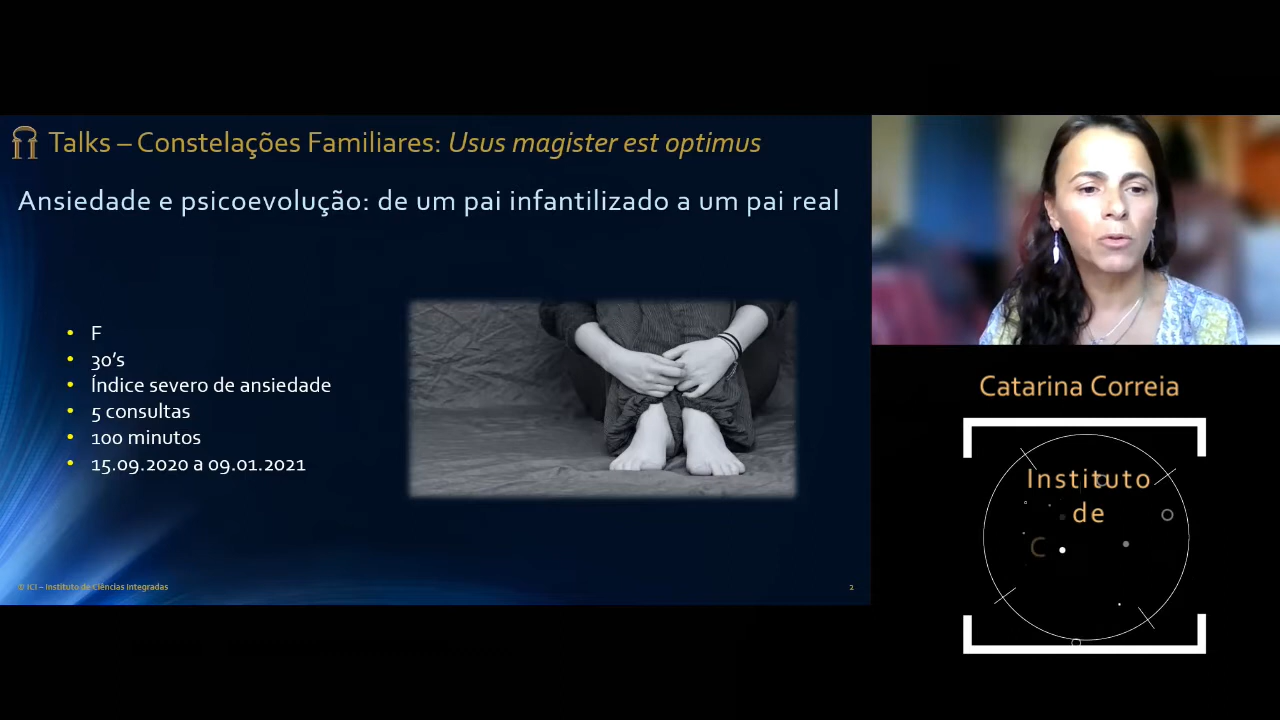 Talks – Constelações Familiares: Usus magister est optimus
Ansiedade e psicoevolução: de um pai infantilizado a um pai real
• F
• 30's
• Índice severo de ansiedade
• 5 consultas
• 100 minutos
• 15.09.2020 a 09.01.2021
© ICI – Instituto de Ciências Integradas
2
Catarina Correia
Instituto
de
C